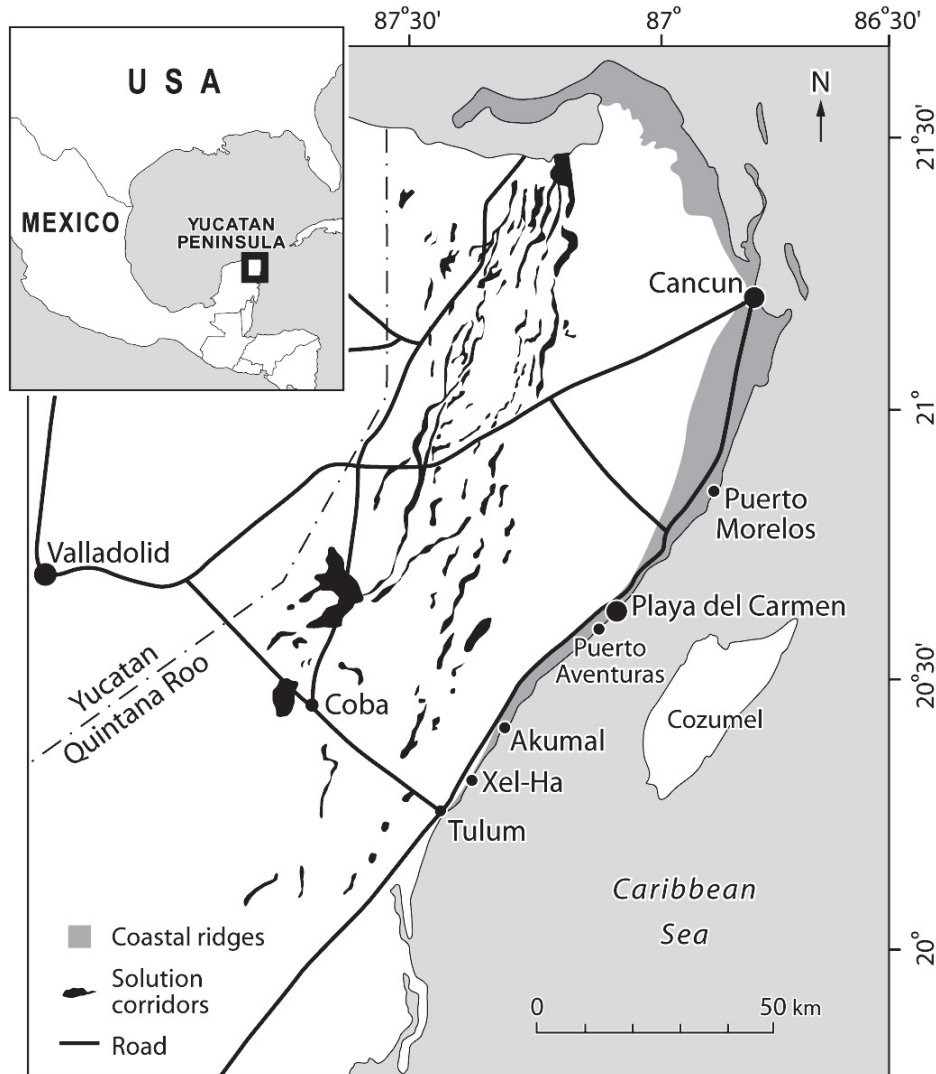 87°30'
87°
86°30'
U S A
MEXICO
YUCATAN
PENINSULA
N
21°30'
Cancun
21°
Puerto
Morelos
Valladolid
Playa del Carmen
Puerto
Aventuras
Yucatan
Quintana Roo
20°30'
Coba
Cozumel
Akumal
Xel-Ha
Tulum
Caribbean
Sea
20°
Coastal ridges
Solution
corridors
Road
0
50 km